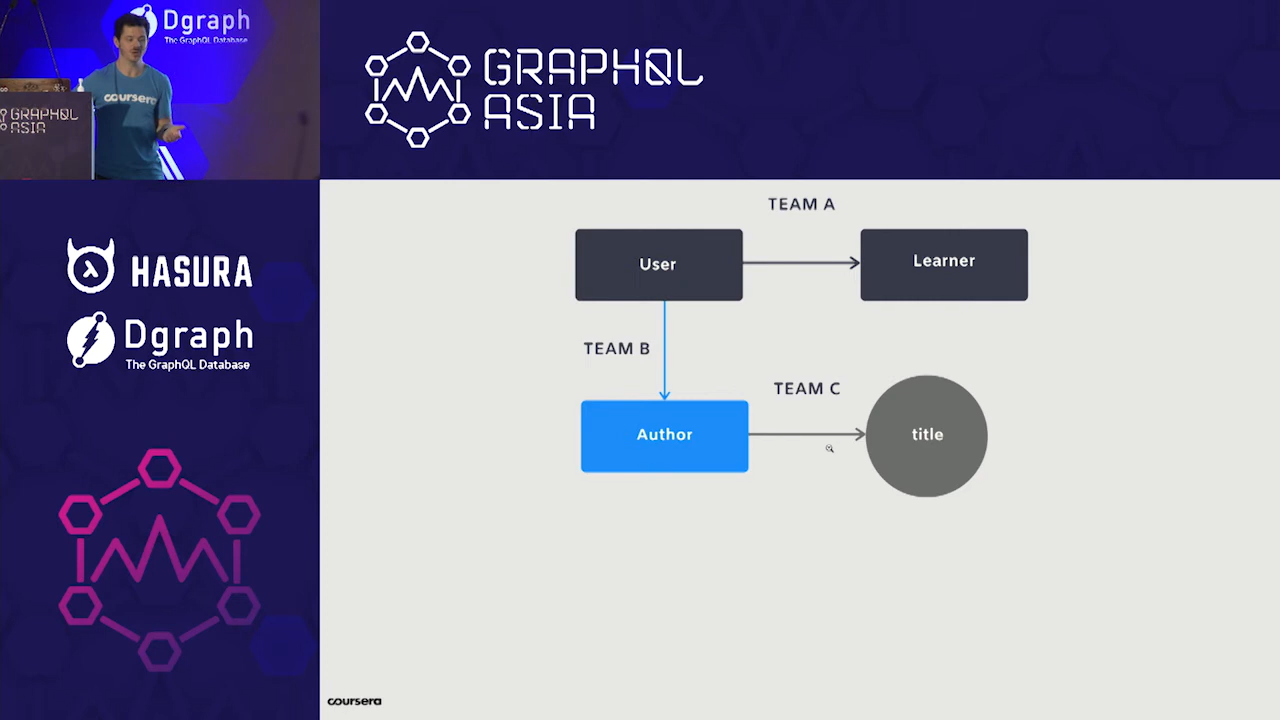 Dgraph
The GraphQL Database
coursera
GRAPHQL
ASIA
GRAPHQL
ASIA
HASURA
Dgraph
The GraphQL Database
TEAM A
User
Learner
TEAM B
TEAM C
Author
title
coursera